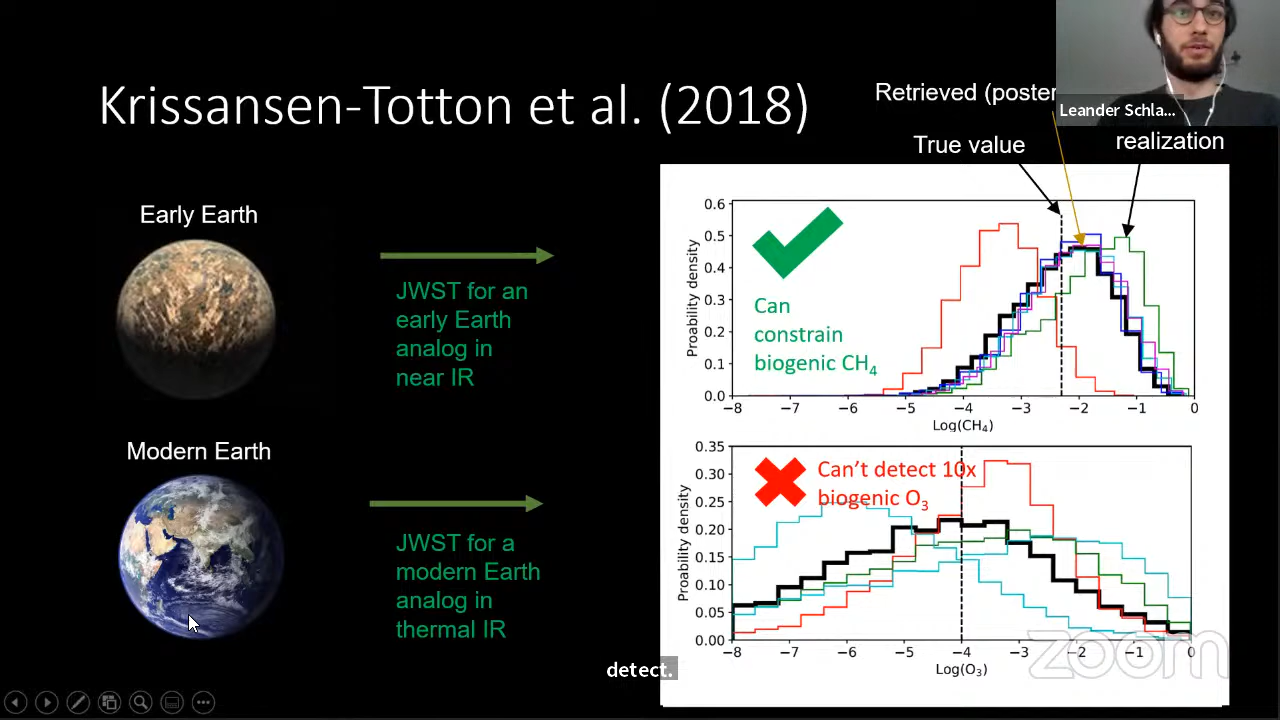 Krissansen-Totton et al. (2018)
Retrieved (poster
Leander Schla...
True value
realization
Early Earth
JWST for an
early Earth
analog in
near IR
Modern Earth
JWST for a
modern Earth
analog in
thermal IR
0.6
0.5
0.4
0.3
0.2
0.1
0.0
Proability density
Can
constrain
biogenic CH₄
−8 −7 −6 −5 −4 −3 −2 −1 0
Log(CH₄)
0.35
0.30
0.25
0.20
0.15
0.10
0.05
0.00
Proability density
Can't detect 10x
biogenic O₃
−8 −7 −6 −5 −4 −3 −2 −1 0
Log(O₃)
zoom
detect.